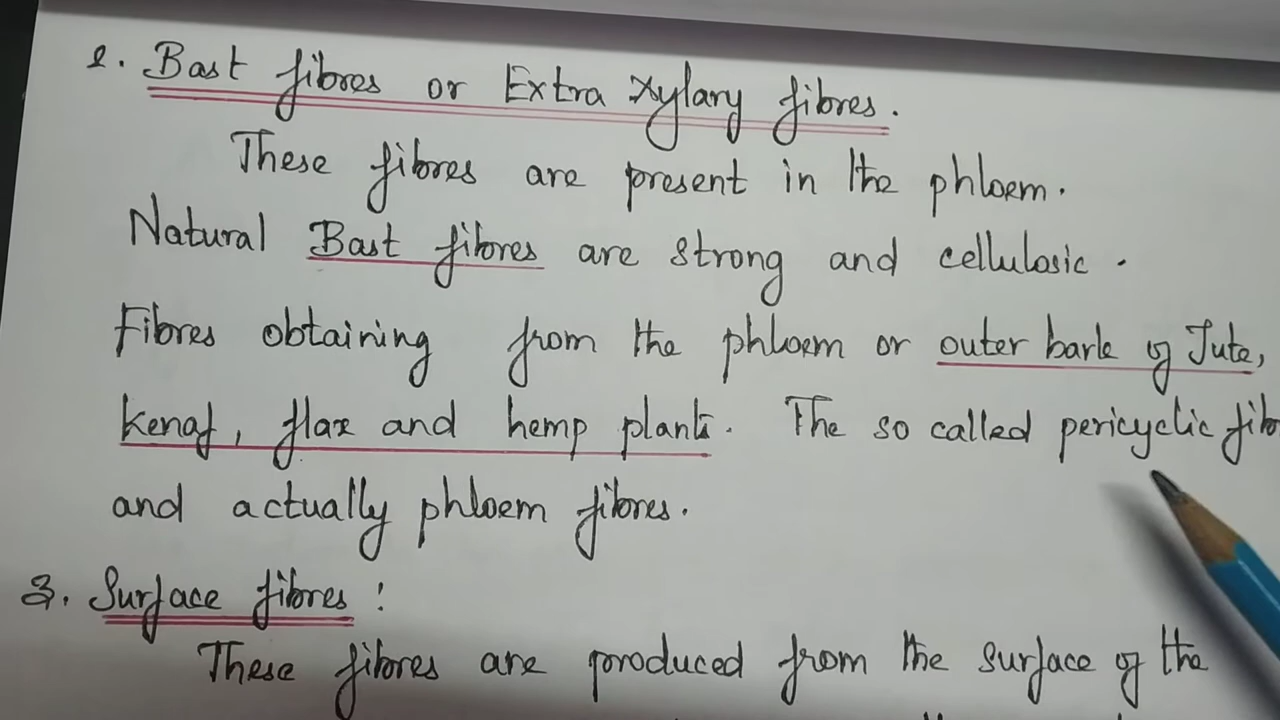 2. Bast fibres or Extra Xylary fibres.
These fibres are present in the phloem.
Natural Bast fibres are strong and cellulosic.
Fibres obtaining from the phloem or outer bark of Jute,
Kenaf, flax and hemp plants. The so called pericyclic fib
and actually phloem fibres.
3. Surface fibres :
These fibres are produced from the surface of the